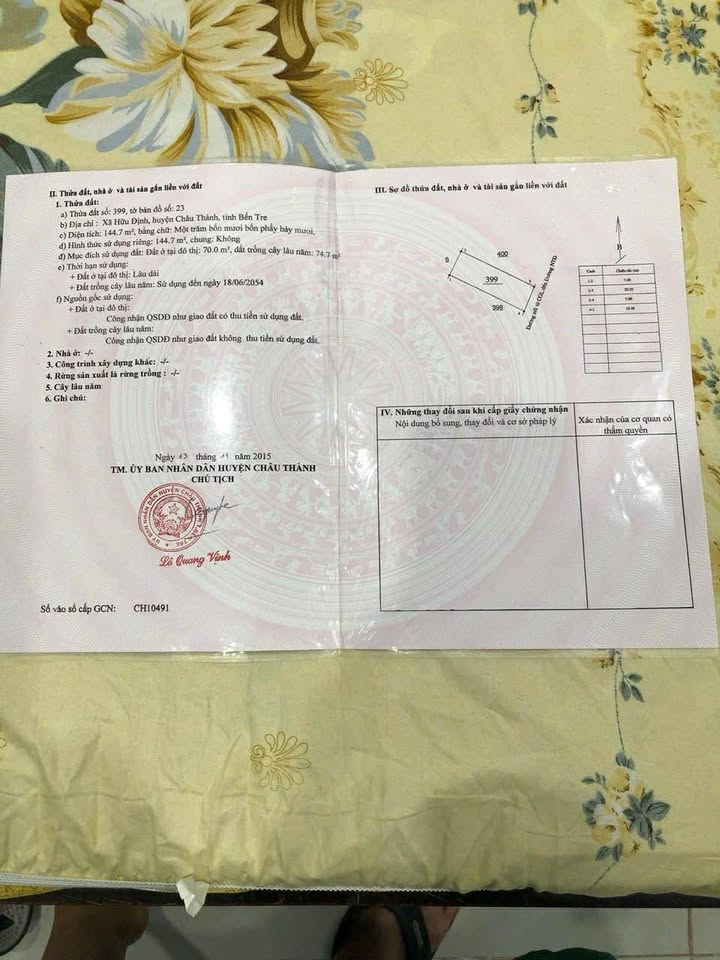 II. Thửa đất, nhà ở và tài sản gắn liền với đất
1. Thửa đất:
a) Thửa đất số: 399, tờ bản đồ số: 23
b) Địa chỉ : Xã Hữu Định, huyện Châu Thành, tỉnh Bến Tre
c) Diện tích: 144.7 m², bằng chữ: Một trăm bốn mươi bốn phẩy bảy mươi.
d) Hình thức sử dụng riêng: 144.7 m², chung: Không
đ) Mục đích sử dụng đất: Đất ở tại đô thị: 70.0 m², đất trồng cây lâu năm: 74.7 m²
e) Thời hạn sử dụng:
+ Đất ở tại đô thị: Lâu dài
+ Đất trồng cây lâu năm: Sử dụng đến ngày 18/06/2054
f) Nguồn gốc sử dụng:
+ Đất ở tại đô thị:
Công nhận QSDĐ như giao đất có thu tiền sử dụng đất.
+ Đất trồng cây lâu năm:
Công nhận QSDĐ như giao đất không thu tiền sử dụng đất.
2. Nhà ở: -/-
3. Công trình xây dựng khác: -/-
4. Rừng sản xuất là rừng trồng : -/-
5. Cây lâu năm
6. Ghi chú:
Ngày 13 tháng 11 năm 2015
TM. ỦY BAN NHÂN DÂN HUYỆN CHÂU THÀNH
CHỦ TỊCH
Lê Quang Vinh
Số vào sổ cấp GCN: CH10491
III. Sơ đồ thửa đất, nhà ở và tài sản gắn liền với đất
400
399
398
B
Cạnh
IV. Những thay đổi sau khi cấp giấy chứng nhận
Nội dung bổ sung, thay đổi và cơ sở pháp lý
Xác nhận của cơ quan có thẩm quyền